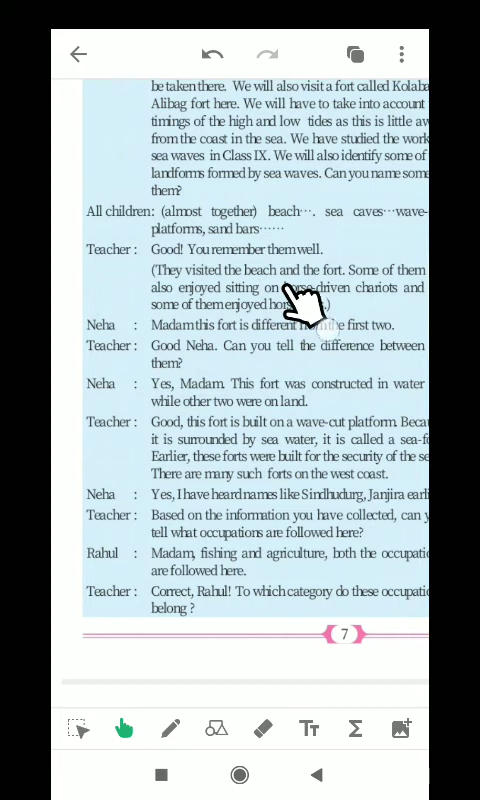 be taken there. We will also visit a fort called Kolaba
Alibag fort here. We will have to take into account
timings of the high and low tides as this is little aw
from the coast in the sea. We have studied the work
sea waves in Class IX. We will also identify some of
landforms formed by sea waves. Can you name some
them?
All children: (almost together) beach···. sea caves···wave-
platforms, sand bars······
Teacher : Good! You remember them well.
(They visited the beach and the fort. Some of them
also enjoyed sitting on horse-driven chariots and
some of them enjoyed
Neha : Madam this fort is different from the first two.
Teacher : Good Neha. Can you tell the difference between
them?
Neha : Yes, Madam. This fort was constructed in water
while other two were on land.
Teacher : Good, this fort is built on a wave-cut platform. Becau
it is surrounded by sea water, it is called a sea-fo
Earlier, these forts were built for the security of the se
There are many such forts on the west coast.
Neha : Yes, I have heard names like Sindhudurg, Janjira earli
Teacher : Based on the information you have collected, can y
tell what occupations are followed here?
Rahul : Madam, fishing and agriculture, both the occupatio
are followed here.
Teacher : Correct, Rahul! To which category do these occupatio
belong ?
7